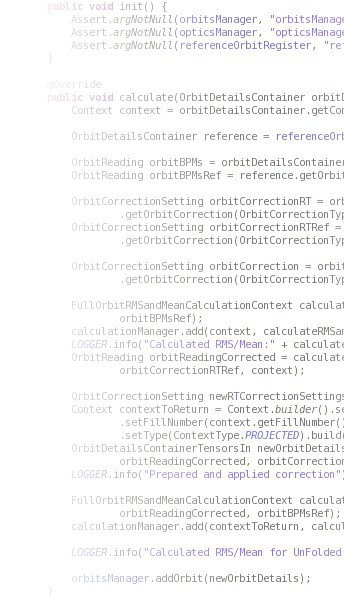 public void init() {
Assert.argNotNull(orbitsManager, "orbitsManage
Assert.argNotNull(opticsManager, "opticsManage
Assert.argNotNull(referenceOrbitRegister, "ref
}
@Override
public void calculate(OrbitDetailsContainer orbitD
Context context = orbitDetailsContainer.getCon
OrbitDetailsContainer reference = referenceOrb
OrbitReading orbitBPMs = orbitDetailsContainer
OrbitReading orbitBPMsRef = reference.getOrbit
OrbitCorrectionSetting orbitCorrectionRT = orb
.getOrbitCorrection(OrbitCorrectionTyp
OrbitCorrectionSetting orbitCorrectionRTRef =
.getOrbitCorrection(OrbitCorrectionTyp
OrbitCorrectionSetting orbitCorrection = orbit
.getOrbitCorrection(OrbitCorrectionTyp
FullOrbitRMSandMeanCalculationContext calculat
orbitBPMsRef);
calculationManager.add(context, calculateRMSan
LOGGER.info("Calculated RMS/Mean:" + calculate
OrbitReading orbitReadingCorrected = calculate
orbitCorrectionRTRef, context);
OrbitCorrectionSetting newRTCorrectionSettings
Context contextToReturn = Context.builder().se
.setFillNumber(context.getFillNumber()
.setType(ContextType.PROJECTED).build(
OrbitDetailsContainerTensorsIn newOrbitDetails
orbitReadingCorrected, orbitCorrection
LOGGER.info("Prepared and applied correction")
FullOrbitRMSandMeanCalculationContext calculat
orbitReadingCorrected, orbitBPMsRef);
calculationManager.add(contextToReturn, calcul
LOGGER.info("Calculated RMS/Mean for UnFolded
orbitsManager.addOrbit(newOrbitDetails);
}